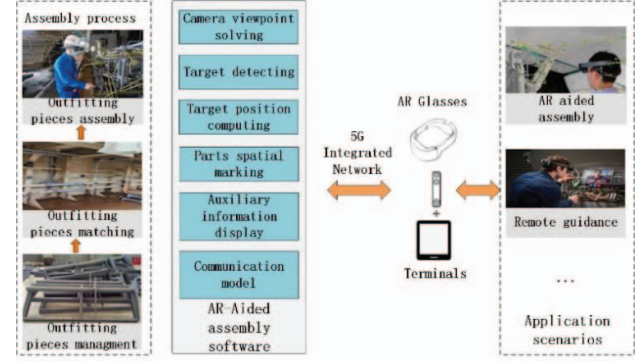 Assembly process
Outfitting
pieces assembly
Outfitting
pieces matching
Outfitting
pieces managment
Camera viewpoint
solving
Target detecting
Target position
computing
Parts spatial
marking
Auxiliary
information
display
Communication
model
AR-Aided
assembly
software
5G
Integrated
Network
AR Glasses
+
Terminals
AR aided
assembly
Remote guidance
...
Application
scenarios